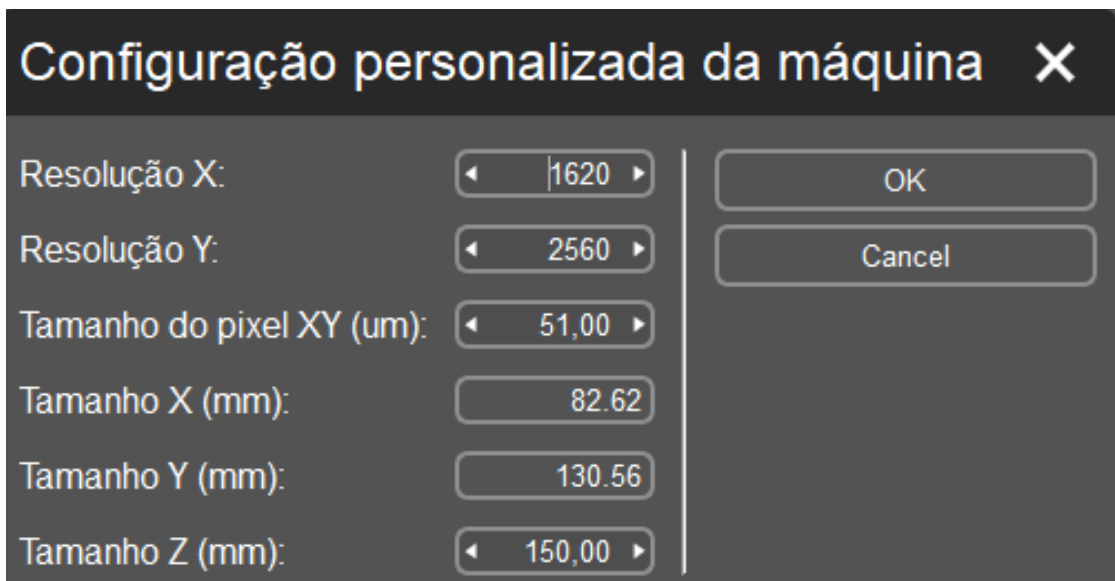 Configuração personalizada da máquina
Resolução X: 1620 OK
Resolução Y: 2560 Cancel
Tamanho do pixel XY (um): 51,00
Tamanho X (mm): 82.62
Tamanho Y (mm): 130.56
Tamanho Z (mm): 150,00